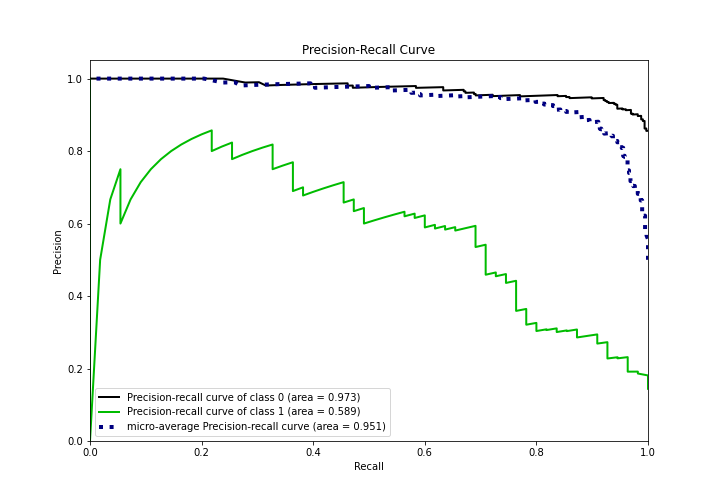 Precision-Recall Curve
Precision
1.0
0.8
0.6
0.4
0.2
0.0
Precision-recall curve of class 0 (area = 0.973)
Precision-recall curve of class 1 (area = 0.589)
micro-average Precision-recall curve (area = 0.951)
0.0 0.2 0.4 0.6 0.8 1.0
Recall